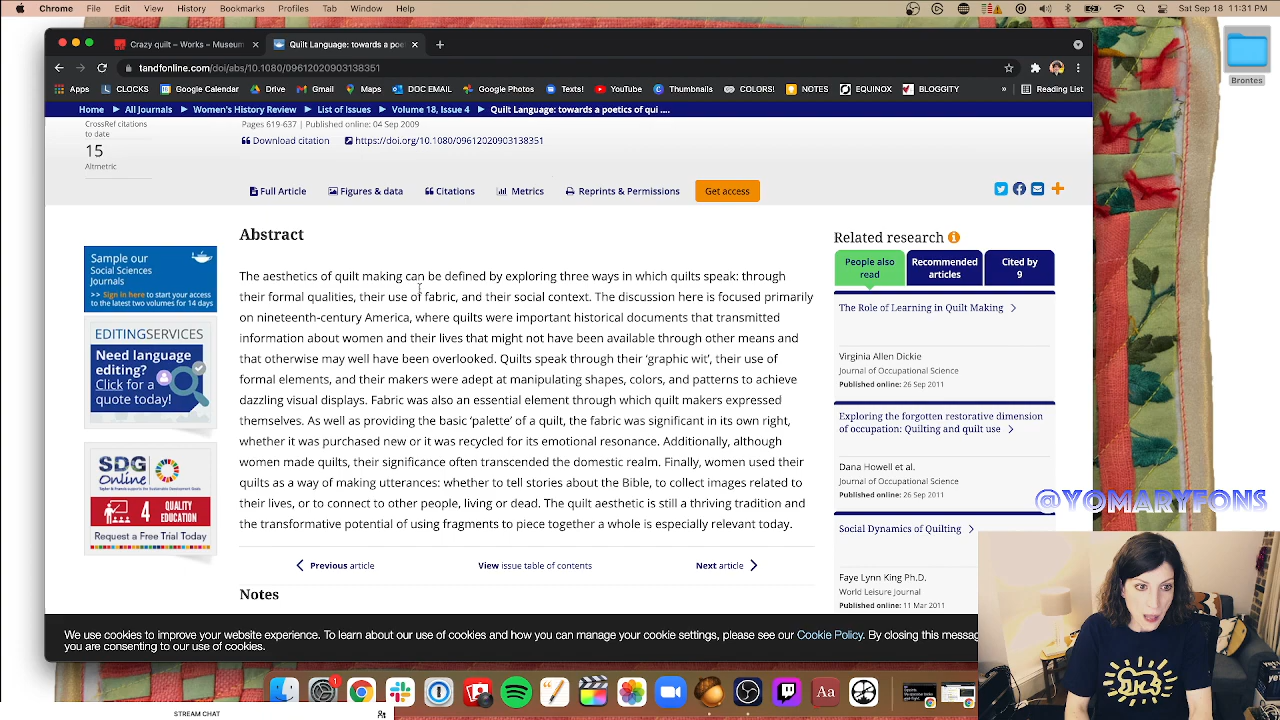 Chrome File Edit View History Bookmarks Profiles Tab Window Help
Crazy quilt – Works – Museum
Quilt Language: towards a poe
tandfonline.com/doi/abs/10.1080/09612020903138351
Apps CLOCKS Google Calendar Drive Gmail Maps DOC EMAIL Google Photos Sheets! YouTube Thumbnails COLORS! NOTES EQUINOX BLOGGITY » Reading List
Brontes
Home ▶ All Journals ▶ Women's History Review ▶ List of Issues ▶ Volume 18, Issue 4 ▶ Quilt Language: towards a poetics of qui ....
CrossRef citations
to date
15
Altmetric
Pages 619-637 | Published online: 04 Sep 2009
Download citation https://doi.org/10.1080/09612020903138351
Full Article Figures & data Citations Metrics Reprints & Permissions Get access
Sample our
Social Sciences
Journals
>> Sign in here to start your access
to the latest two volumes for 14 days
EDITINGSERVICES
Need language
editing?
Click for a
quote today!
SDG
Online
4 QUALITY
EDUCATION
Request a Free Trial Today
Abstract
The aesthetics of quilt making can be defined by exploring three ways in which quilts speak: through
their formal qualities, their use of fabric, and their social context. The discussion here is focused primarily
on nineteenth-century America, where quilts were important historical documents that transmitted
information about women and their lives that might not have been available through other means and
that otherwise may well have been overlooked. Quilts speak through their 'graphic wit', their use of
formal elements, and their makers were adept at manipulating shapes, colors, and patterns to achieve
dazzling visual displays. Fabric was also an essential element through which quilt makers expressed
themselves. As well as providing the basic 'palette' of a quilt, the fabric was significant in its own right,
whether it was purchased new or it was recycled for its emotional resonance. Additionally, although
women made quilts, their significance often transcended the domestic realm. Finally, women used their
quilts as a way of making utterances: whether to tell stories about the Bible, to collect images related to
their lives, or to connect to other people, living or dead. The quilt aesthetic is still a thriving tradition and
the transformative potential of using fragments to piece together a whole is especially relevant today.
Previous article View issue table of contents Next article
Notes
Related research
People also
read
Recommended
articles
Cited by
9
The Role of Learning in Quilt Making
Virginia Allen Dickie
Journal of Occupational Science
Published online: 26 Sep 2011
Exploring the forgotten restorative dimension
of occupation: Quilting and quilt use
Dana Howell et al.
Journal of Occupational Science
Published online: 26 Sep 2011
Social Dynamics of Quilting
Faye Lynn King Ph.D.
World Leisure Journal
Published online: 11 Mar 2011
@YOMARYFONS
We use cookies to improve your website experience. To learn about our use of cookies and how you can manage your cookie settings, please see our Cookie Policy. By closing this messag
you are consenting to our use of cookies.
STREAM CHAT